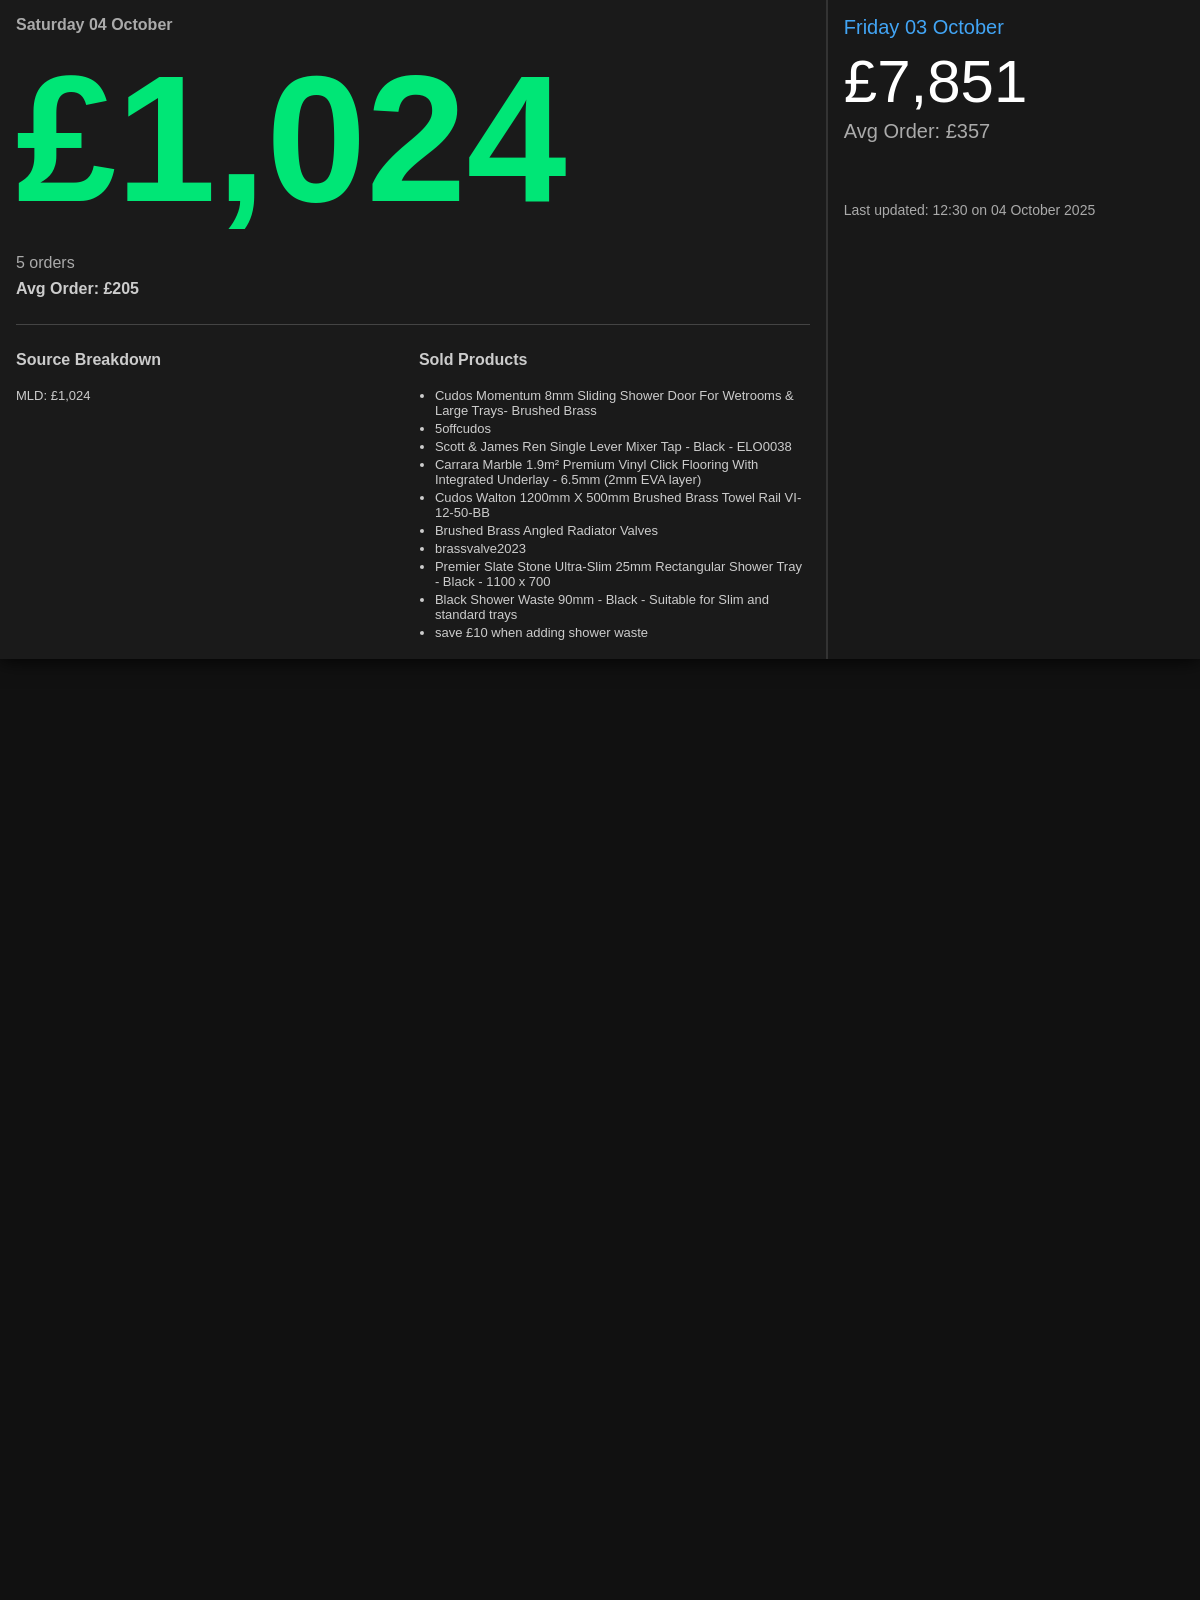 Saturday 04 October
£1,024
5 orders
Avg Order: £205
Source Breakdown
MLD: £1,024
Sold Products
Cudos Momentum 8mm Sliding Shower Door For Wetrooms &
Large Trays- Brushed Brass
5offcudos
Scott & James Ren Single Lever Mixer Tap - Black - ELO0038
Carrara Marble 1.9m² Premium Vinyl Click Flooring With
Integrated Underlay - 6.5mm (2mm EVA layer)
Cudos Walton 1200mm X 500mm Brushed Brass Towel Rail VI-
12-50-BB
Brushed Brass Angled Radiator Valves
brassvalve2023
Premier Slate Stone Ultra-Slim 25mm Rectangular Shower Tray
- Black - 1100 x 700
Black Shower Waste 90mm - Black - Suitable for Slim and
standard trays
save £10 when adding shower waste
Friday 03 October
£7,851
Avg Order: £357
Last updated: 12:30 on 04 October 2025